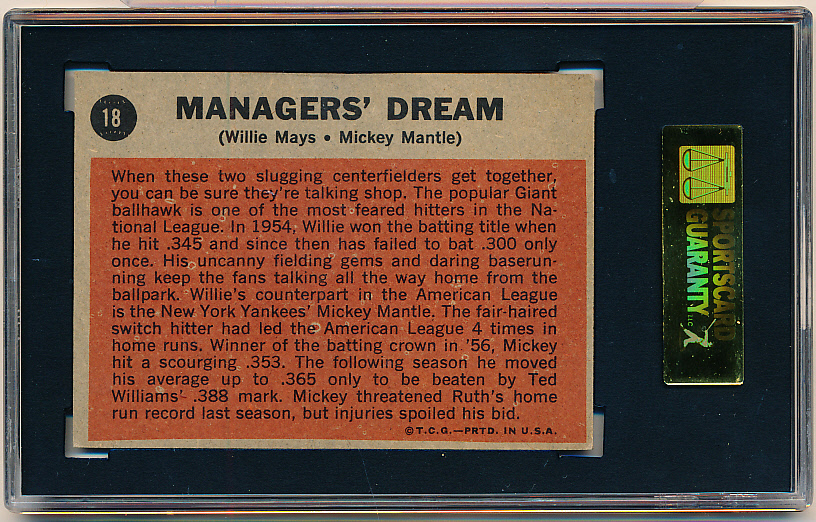 18
MANAGERS' DREAM
(Willie Mays • Mickey Mantle)
When these two slugging centerfielders get together,
you can be sure they're talking shop. The popular Giant
ballhawk is one of the most feared hitters in the Na-
tional League. In 1954, Willie won the batting title when
he hit .345 and since then has failed to bat .300 only
once. His uncanny fielding gems and daring baserun-
ning keep the fans talking all the way home from the
ballpark. Willie's counterpart in the American League
is the New York Yankees' Mickey Mantle. The fair-haired
switch hitter had led the American League 4 times in
home runs. Winner of the batting crown in '56, Mickey
hit a scourging .353. The following season he moved
his average up to .365 only to be beaten by Ted
Williams' .388 mark. Mickey threatened Ruth's home
run record last season, but injuries spoiled his bid.
©T.C.G.—PRTD. IN U.S.A.
SPORTSCARD
GUARANTY LLC